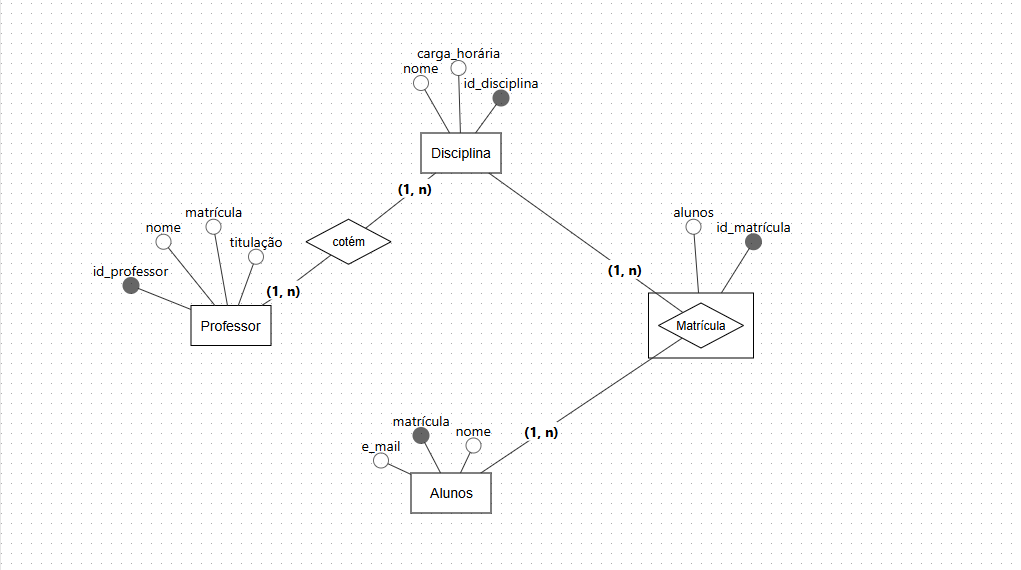 carga_horária
nome
id_disciplina
Disciplina
(1, n)
matrícula
nome
titulação
cotém
id_professor
(1, n)
Professor
alunos
id_matrícula
(1, n)
Matrícula
matrícula
nome
(1, n)
e_mail
Alunos